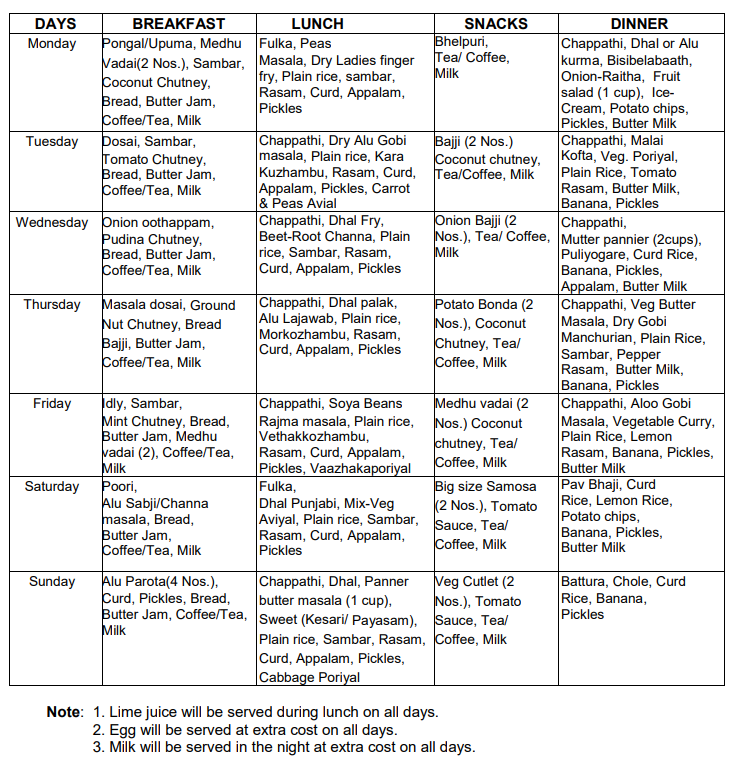 DAYS BREAKFAST LUNCH SNACKS DINNER
Monday
Pongal/Upuma, Medhu
Vadai(2 Nos.), Sambar,
Coconut Chutney,
Bread, Butter Jam,
Coffee/Tea, Milk
Fulka, Peas
Masala, Dry Ladies finger
fry, Plain rice, sambar,
Rasam, Curd, Appalam,
Pickles
Bhelpuri,
Tea/ Coffee,
Milk
Chappathi, Dhal or Alu
kurma, Bisibelabaath,
Onion-Raitha, Fruit
salad (1 cup), Ice-
Cream, Potato chips,
Pickles, Butter Milk
Tuesday
Dosai, Sambar,
Tomato Chutney,
Bread, Butter Jam,
Coffee/Tea, Milk
Chappathi, Dry Alu Gobi
masala, Plain rice, Kara
Kuzhambu, Rasam, Curd,
Appalam, Pickles, Carrot
& Peas Avial
Bajji (2 Nos.)
Coconut chutney,
Tea/Coffee, Milk
Chappathi, Malai
Kofta, Veg. Poriyal,
Plain Rice, Tomato
Rasam, Butter Milk,
Banana, Pickles
Wednesday
Onion oothappam,
Pudina Chutney,
Bread, Butter Jam,
Coffee/Tea, Milk
Chappathi, Dhal Fry,
Beet-Root Channa, Plain
rice, Sambar, Rasam,
Curd, Appalam, Pickles
Onion Bajji (2
Nos.), Tea/ Coffee,
Milk
Chappathi,
Mutter pannier (2cups),
Puliyogare, Curd Rice,
Banana, Pickles,
Appalam, Butter Milk
Thursday
Masala dosai, Ground
Nut Chutney, Bread
Bajji, Butter Jam,
Coffee/Tea, Milk
Chappathi, Dhal palak,
Alu Lajawab, Plain rice,
Morkozhambu, Rasam,
Curd, Appalam, Pickles
Potato Bonda (2
Nos.), Coconut
Chutney, Tea/
Coffee, Milk
Chappathi, Veg Butter
Masala, Dry Gobi
Manchurian, Plain Rice,
Sambar, Pepper
Rasam, Butter Milk,
Banana, Pickles
Friday
Idly, Sambar,
Mint Chutney, Bread,
Butter Jam, Medhu
vadai (2), Coffee/Tea,
Milk
Chappathi, Soya Beans
Rajma masala, Plain rice,
Vethakkozhambu,
Rasam, Curd, Appalam,
Pickles, Vaazhakaporiyal
Medhu vadai (2
Nos.) Coconut
chutney, Tea/
Coffee, Milk
Chappathi, Aloo Gobi
Masala, Vegetable Curry,
Plain Rice, Lemon
Rasam, Banana, Pickles,
Butter Milk
Saturday
Poori,
Alu Sabji/Channa
masala, Bread,
Butter Jam,
Coffee/Tea, Milk
Fulka,
Dhal Punjabi, Mix-Veg
Aviyal, Plain rice, Sambar,
Rasam, Curd, Appalam,
Pickles
Big size Samosa
(2 Nos.), Tomato
Sauce, Tea/
Coffee, Milk
Pav Bhaji, Curd
Rice, Lemon Rice,
Potato chips,
Banana, Pickles,
Butter Milk
Sunday
Alu Parota(4 Nos.),
Curd, Pickles, Bread,
Butter Jam, Coffee/Tea,
Milk
Chappathi, Dhal, Panner
butter masala (1 cup),
Sweet (Kesari/ Payasam),
Plain rice, Sambar, Rasam,
Curd, Appalam, Pickles,
Cabbage Poriyal
Veg Cutlet (2
Nos.), Tomato
Sauce, Tea/
Coffee, Milk
Battura, Chole, Curd
Rice, Banana,
Pickles
Note: 1. Lime juice will be served during lunch on all days.
2. Egg will be served at extra cost on all days.
3. Milk will be served in the night at extra cost on all days.